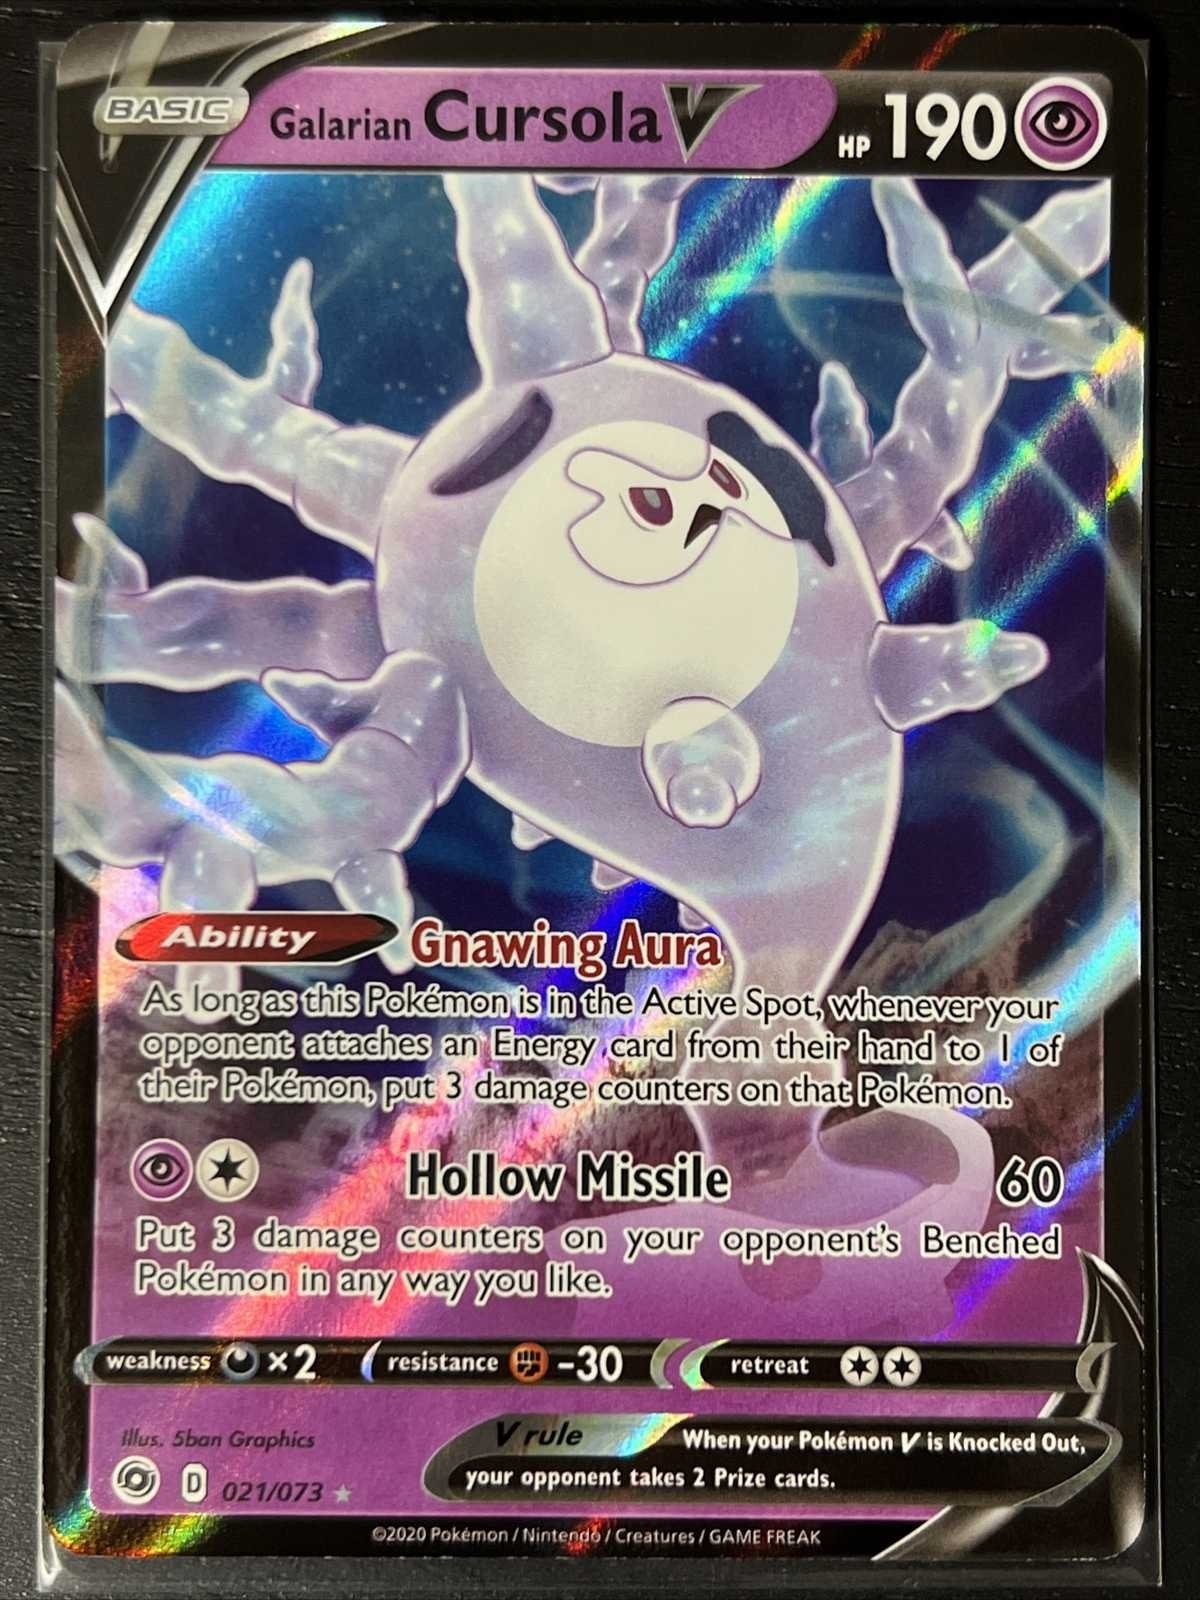 BASIC
Galarian Cursola V HP 190
Ability Gnawing Aura
As long as this Pokémon is in the Active Spot, whenever your
opponent attaches an Energy card from their hand to 1 of
their Pokémon, put 3 damage counters on that Pokémon.
Hollow Missile 60
Put 3 damage counters on your opponent's Benched
Pokémon in any way you like.
weakness ×2 resistance -30 retreat
Illus. 5ban Graphics
V rule When your Pokémon V is Knocked Out,
your opponent takes 2 Prize cards.
D 021/073 ★
©2020 Pokémon / Nintendo / Creatures / GAME FREAK